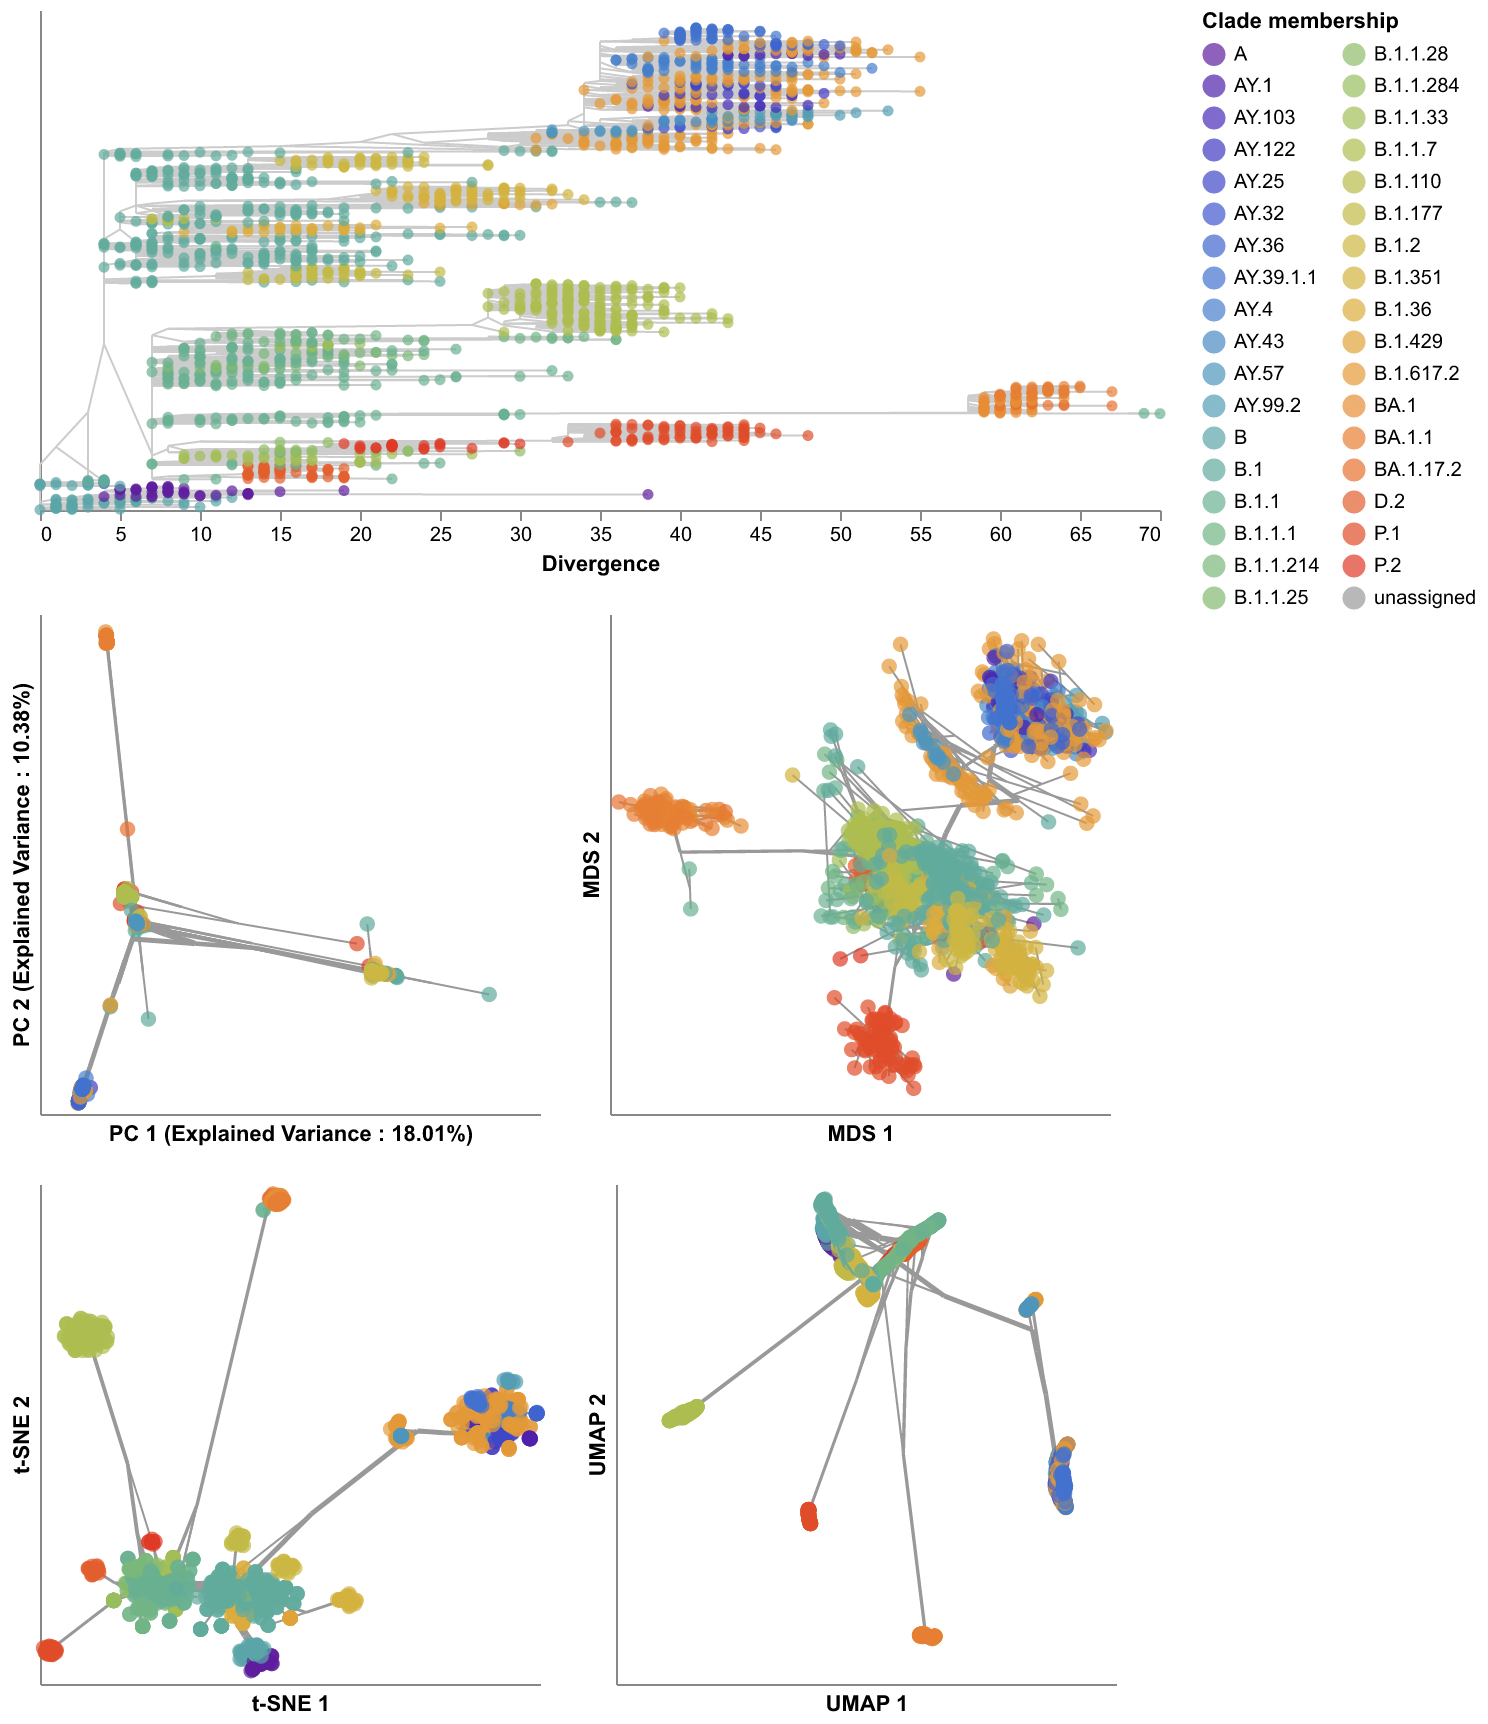 Clade membership
A
AY.1
AY.103
AY.122
AY.25
AY.32
AY.36
AY.39.1.1
AY.4
AY.43
AY.57
AY.99.2
B
B.1
B.1.1
B.1.1.1
B.1.1.214
B.1.1.25
B.1.1.28
B.1.1.284
B.1.1.33
B.1.1.7
B.1.110
B.1.177
B.1.2
B.1.351
B.1.36
B.1.429
B.1.617.2
BA.1
BA.1.1
BA.1.17.2
D.2
P.1
P.2
unassigned
0 5 10 15 20 25 30 35 40 45 50 55 60 65 70
Divergence
PC 2 (Explained Variance : 10.38%)
PC 1 (Explained Variance : 18.01%)
MDS 2
MDS 1
t-SNE 2
t-SNE 1
UMAP 2
UMAP 1